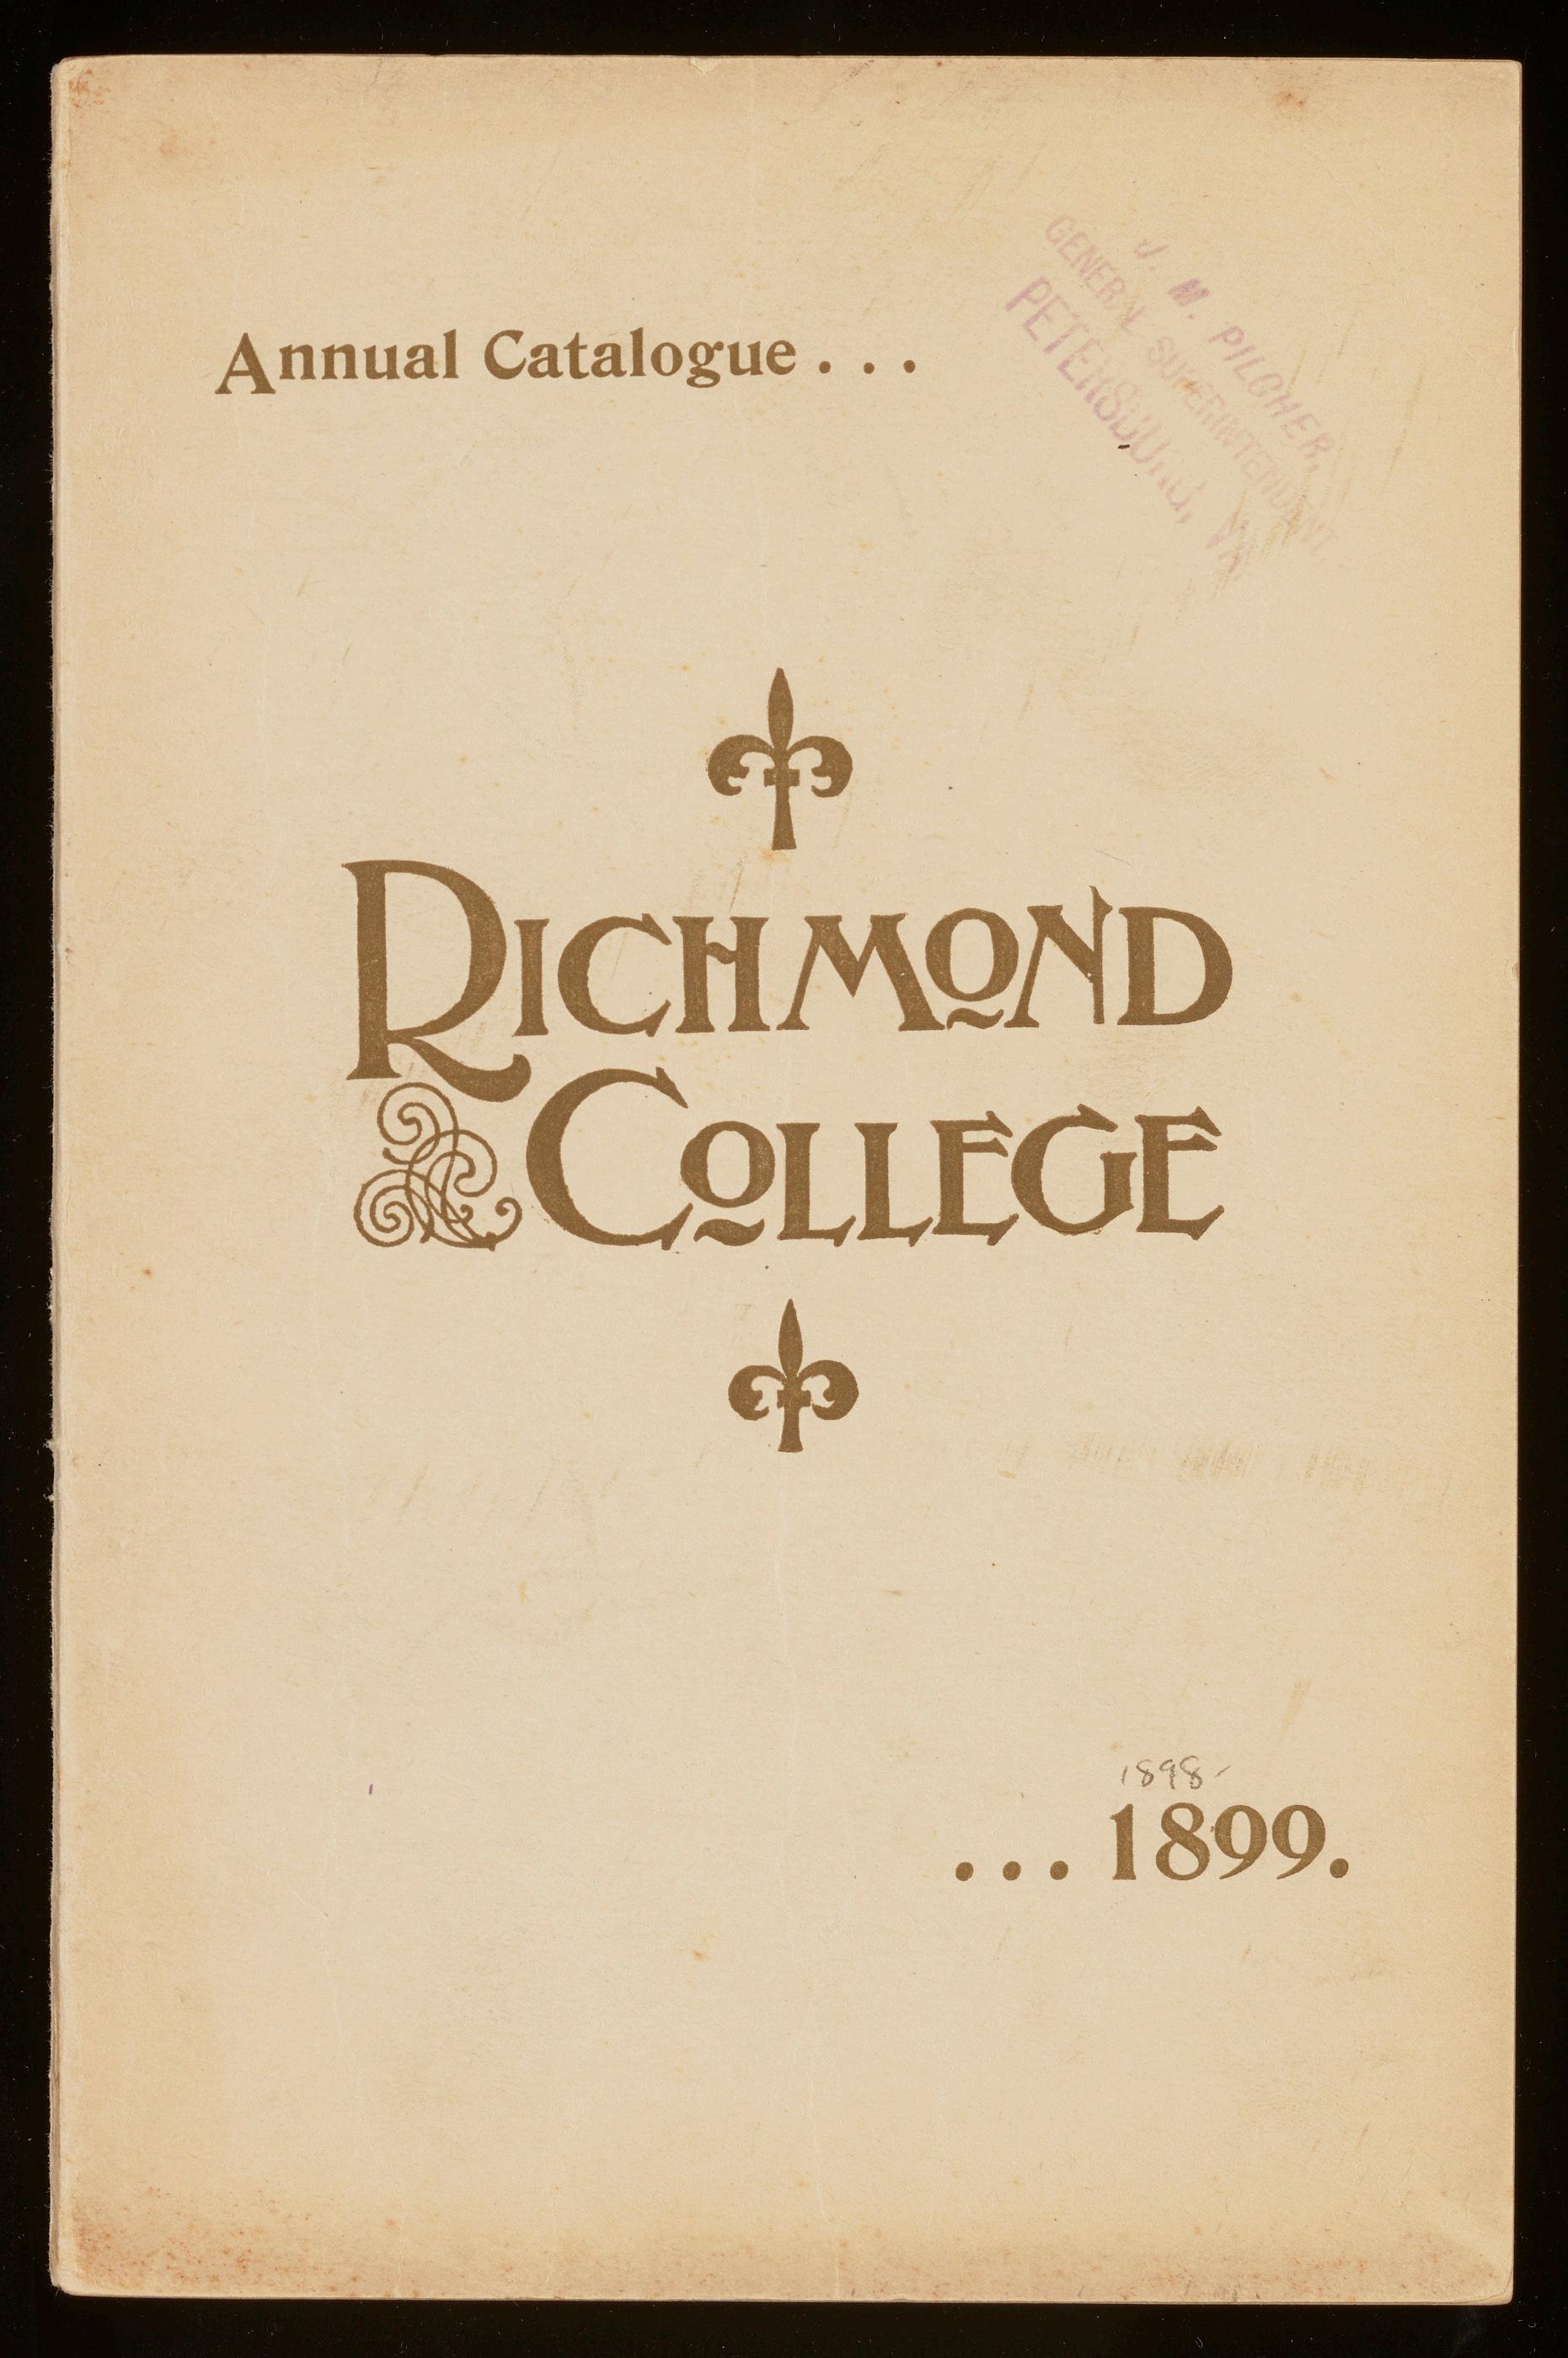 Annual Catalogue . . .
J. M. PILCHER,
GENERAL SUPERINTENDENT
PETERSBURG, VA.
RICHMOND
COLLEGE
1898-
. . . 1899.